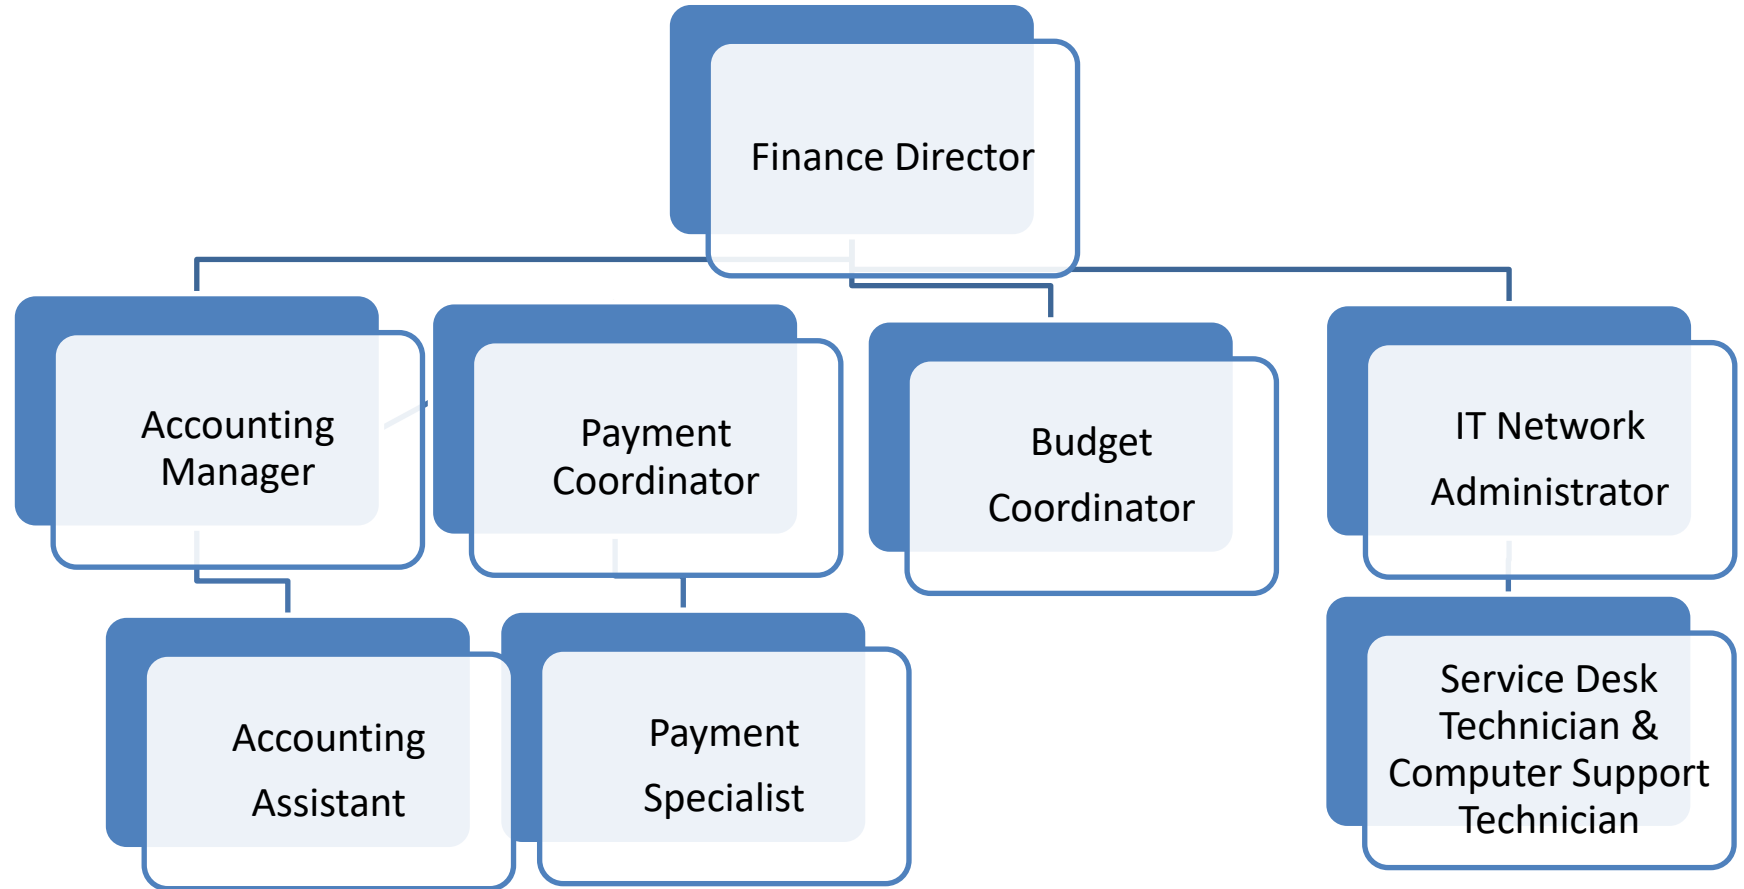 Finance Director
Accounting
Manager
Payment
Coordinator
Budget
Coordinator
IT Network
Administrator
Accounting
Assistant
Payment
Specialist
Service Desk
Technician &
Computer Support
Technician